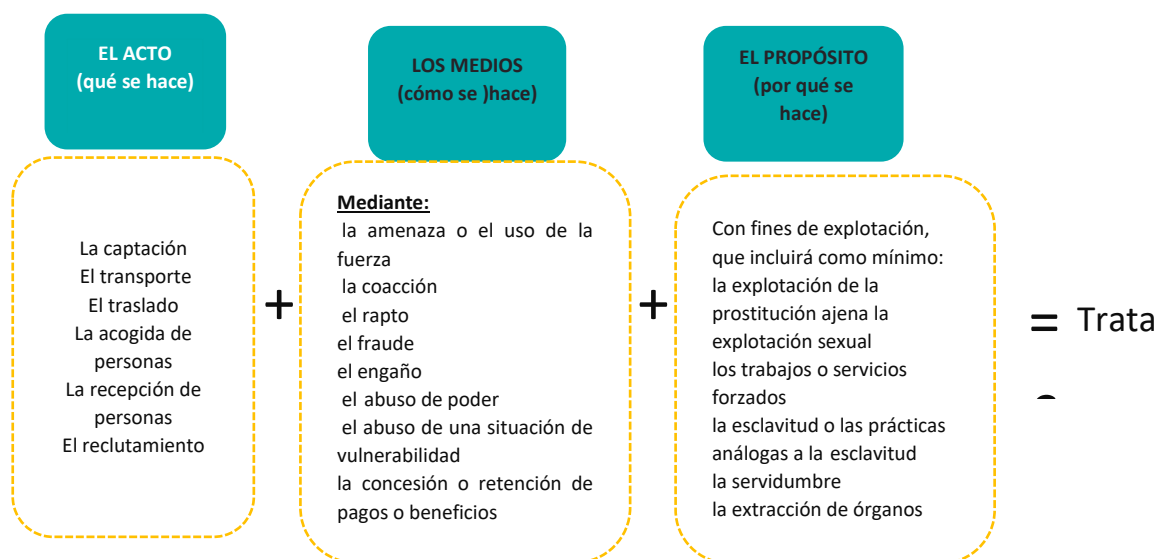 EL ACTO
(qué se hace)
La captación
El transporte
El traslado
La acogida de
personas
La recepción de
personas
El reclutamiento
+
LOS MEDIOS
(cómo se )hace)
Mediante:
la amenaza o el uso de la
fuerza
la coacción
el rapto
el fraude
el engaño
el abuso de poder
el abuso de una situación de
vulnerabilidad
la concesión o retención de
pagos o beneficios
+
EL PROPÓSITO
(por qué se
hace)
Con fines de explotación,
que incluirá como mínimo:
la explotación de la
prostitución ajena la
explotación sexual
los trabajos o servicios
forzados
la esclavitud o las prácticas
análogas a la esclavitud
la servidumbre
la extracción de órganos
= Trata